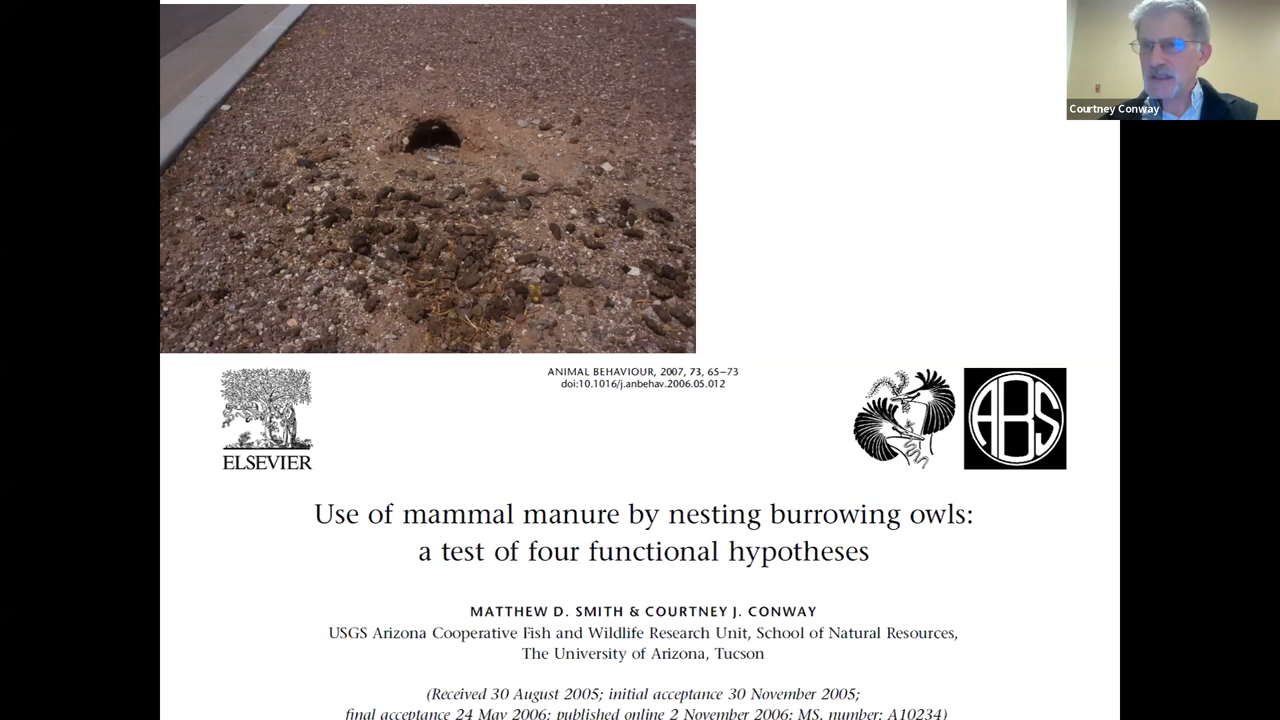 Courtney Conway
ANIMAL BEHAVIOUR, 2007, 73, 65–73
doi:10.1016/j.anbehav.2006.05.012
ELSEVIER
ABS
Use of mammal manure by nesting burrowing owls:
a test of four functional hypotheses
MATTHEW D. SMITH & COURTNEY J. CONWAY
USGS Arizona Cooperative Fish and Wildlife Research Unit, School of Natural Resources,
The University of Arizona, Tucson
(Received 30 August 2005; initial acceptance 30 November 2005;
final acceptance 24 May 2006; published online 2 November 2006; MS. number: A10234)